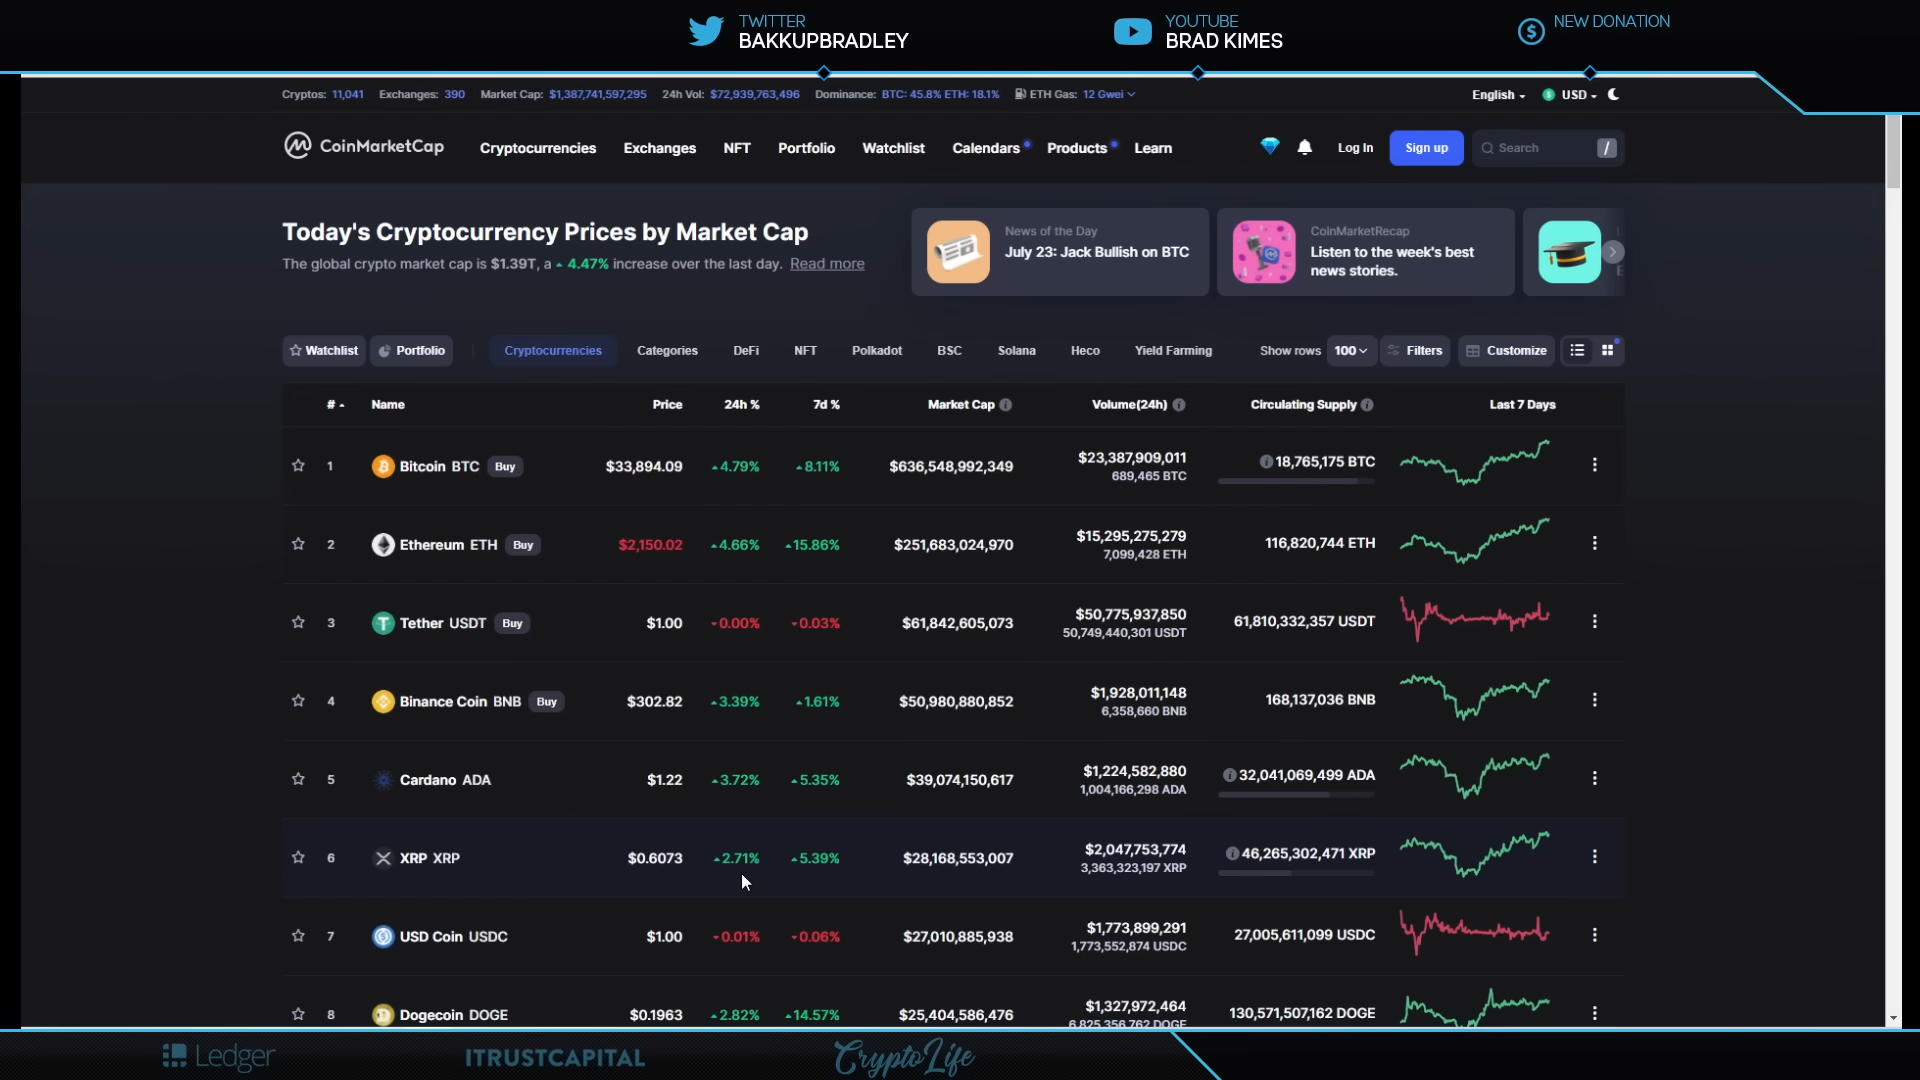 TWITTER
BAKKUPBRADLEY
YOUTUBE
BRAD KIMES
NEW DONATION
Cryptos: 11,041 Exchanges: 390 Market Cap: $1,387,741,597,295 24h Vol: $72,939,763,496 Dominance: BTC: 45.8% ETH: 18.1% ETH Gas: 12 Gwei
English USD
CoinMarketCap Cryptocurrencies Exchanges NFT Portfolio Watchlist Calendars Products Learn Log In Sign up Search /
Today's Cryptocurrency Prices by Market Cap
The global crypto market cap is $1.39T, a 4.47% increase over the last day. Read more
News of the Day
July 23: Jack Bullish on BTC
CoinMarketRecap
Listen to the week's best
news stories.
Watchlist Portfolio Cryptocurrencies Categories DeFi NFT Polkadot BSC Solana Heco Yield Farming Show rows 100 Filters Customize
# Name Price 24h % 7d % Market Cap Volume(24h) Circulating Supply Last 7 Days
1 Bitcoin BTC Buy $33,894.09 4.79% 8.11% $636,548,992,349 $23,387,909,011 18,765,175 BTC
689,465 BTC
2 Ethereum ETH Buy $2,150.02 4.66% 15.86% $251,683,024,970 $15,295,275,279 116,820,744 ETH
7,099,428 ETH
3 Tether USDT Buy $1.00 0.00% 0.03% $61,842,605,073 $50,775,937,850 61,810,332,357 USDT
50,749,440,301 USDT
4 Binance Coin BNB Buy $302.82 3.39% 1.61% $50,980,880,852 $1,928,011,148 168,137,036 BNB
6,358,660 BNB
5 Cardano ADA $1.22 3.72% 5.35% $39,074,150,617 $1,224,582,880 32,041,069,499 ADA
1,004,166,298 ADA
6 XRP XRP $0.6073 2.71% 5.39% $28,168,553,007 $2,047,753,774 46,265,302,471 XRP
3,363,323,197 XRP
7 USD Coin USDC $1.00 0.01% 0.06% $27,010,885,938 $1,773,899,291 27,005,611,099 USDC
1,773,552,874 USDC
8 Dogecoin DOGE $0.1963 2.82% 14.57% $25,404,586,476 $1,327,972,464 130,571,507,162 DOGE
6,825,356,762 DOGE
Ledger ITRUSTCAPITAL CryptoLife